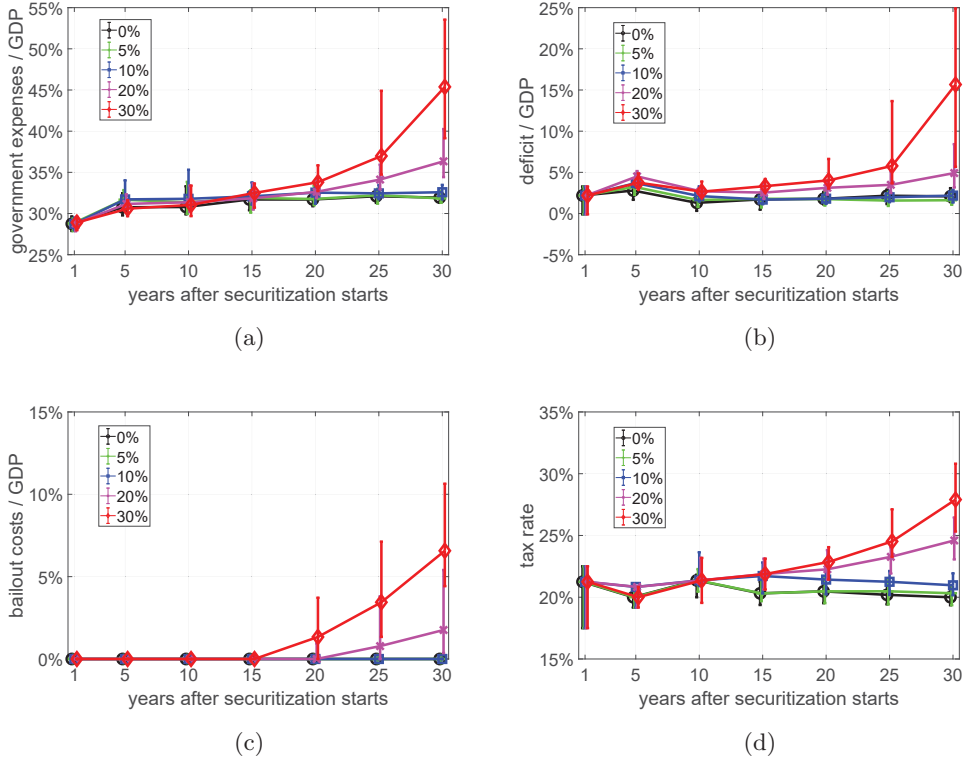 government expenses / GDP
55%
50%
45%
40%
35%
30%
25%
0%
5%
10%
20%
30%
1 5 10 15 20 25 30
years after securitization starts
(a)
deficit / GDP
25%
20%
15%
10%
5%
0%
-5%
0%
5%
10%
20%
30%
1 5 10 15 20 25 30
years after securitization starts
(b)
bailout costs / GDP
15%
10%
5%
0%
0%
5%
10%
20%
30%
1 5 10 15 20 25 30
years after securitization starts
(c)
tax rate
35%
30%
25%
20%
15%
0%
5%
10%
20%
30%
1 5 10 15 20 25 30
years after securitization starts
(d)